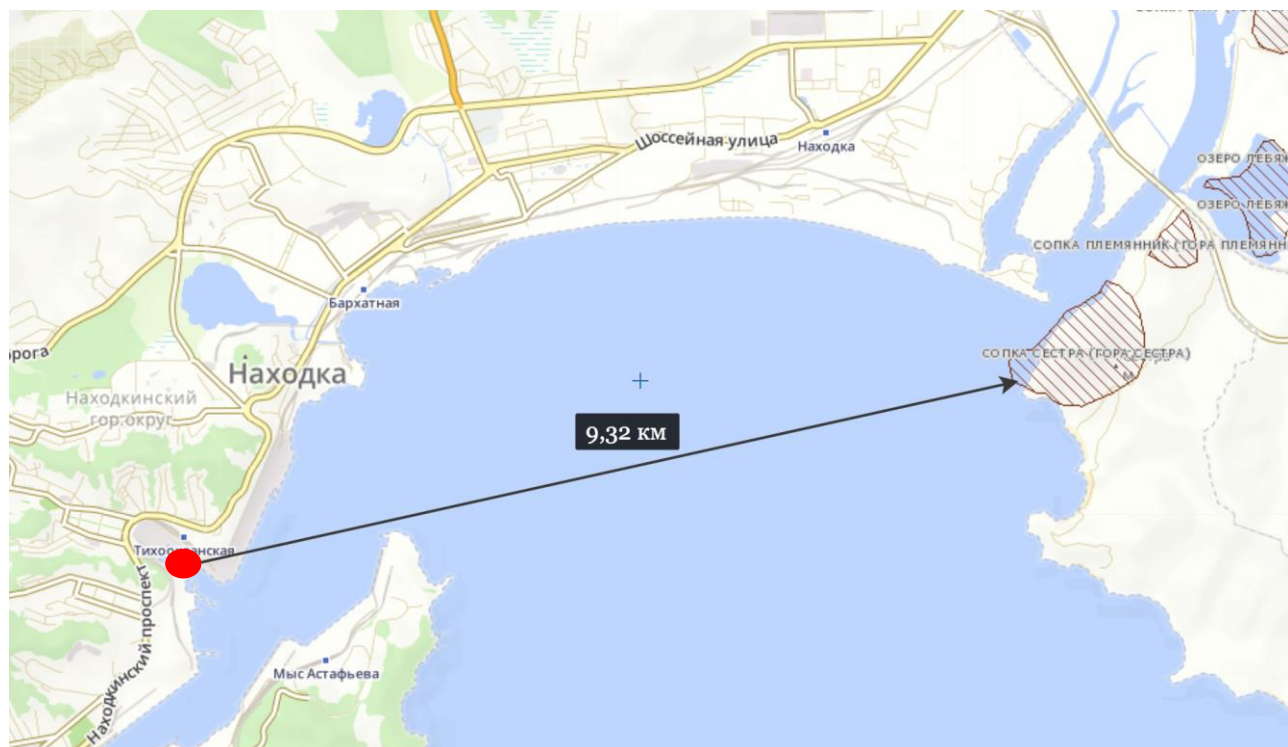 Шоссейная улица
Находка
ОЗЕРО ЛЕБЯЖ
ОЗЕРО ЛЕБЯЖ
СОПКА ПЛЕМЯННИК (ГОРА ПЛЕМЯНН
Бархатная
рога
СОПКА СЕСТРА (ГОРА СЕСТРА)
Находка
Находкинский
гор.округ
9,32 км
Тихоокеанская
Находкинский проспект
Мыс Астафьева